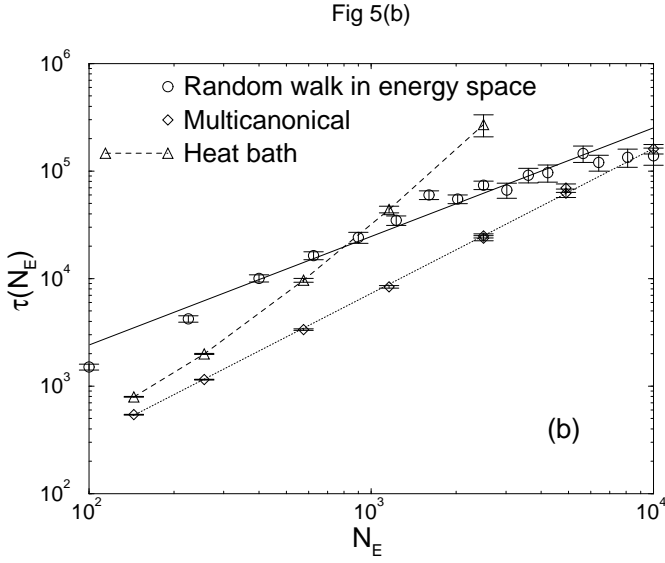 Fig 5(b)
10^6
Random walk in energy space
Multicanonical
10^5
Heat bath
τ(N_E)
10^4
10^3
(b)
10^2
10^2
10^3
10^4
N_E